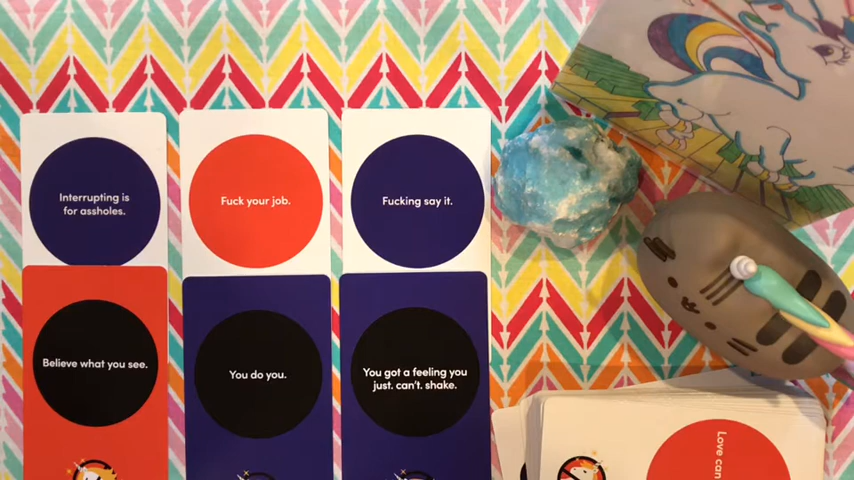 Interrupting is
for assholes.
Fuck your job.
Fucking say it.
Believe what you see.
You do you.
You got a feeling you
just. can't. shake.
Love can